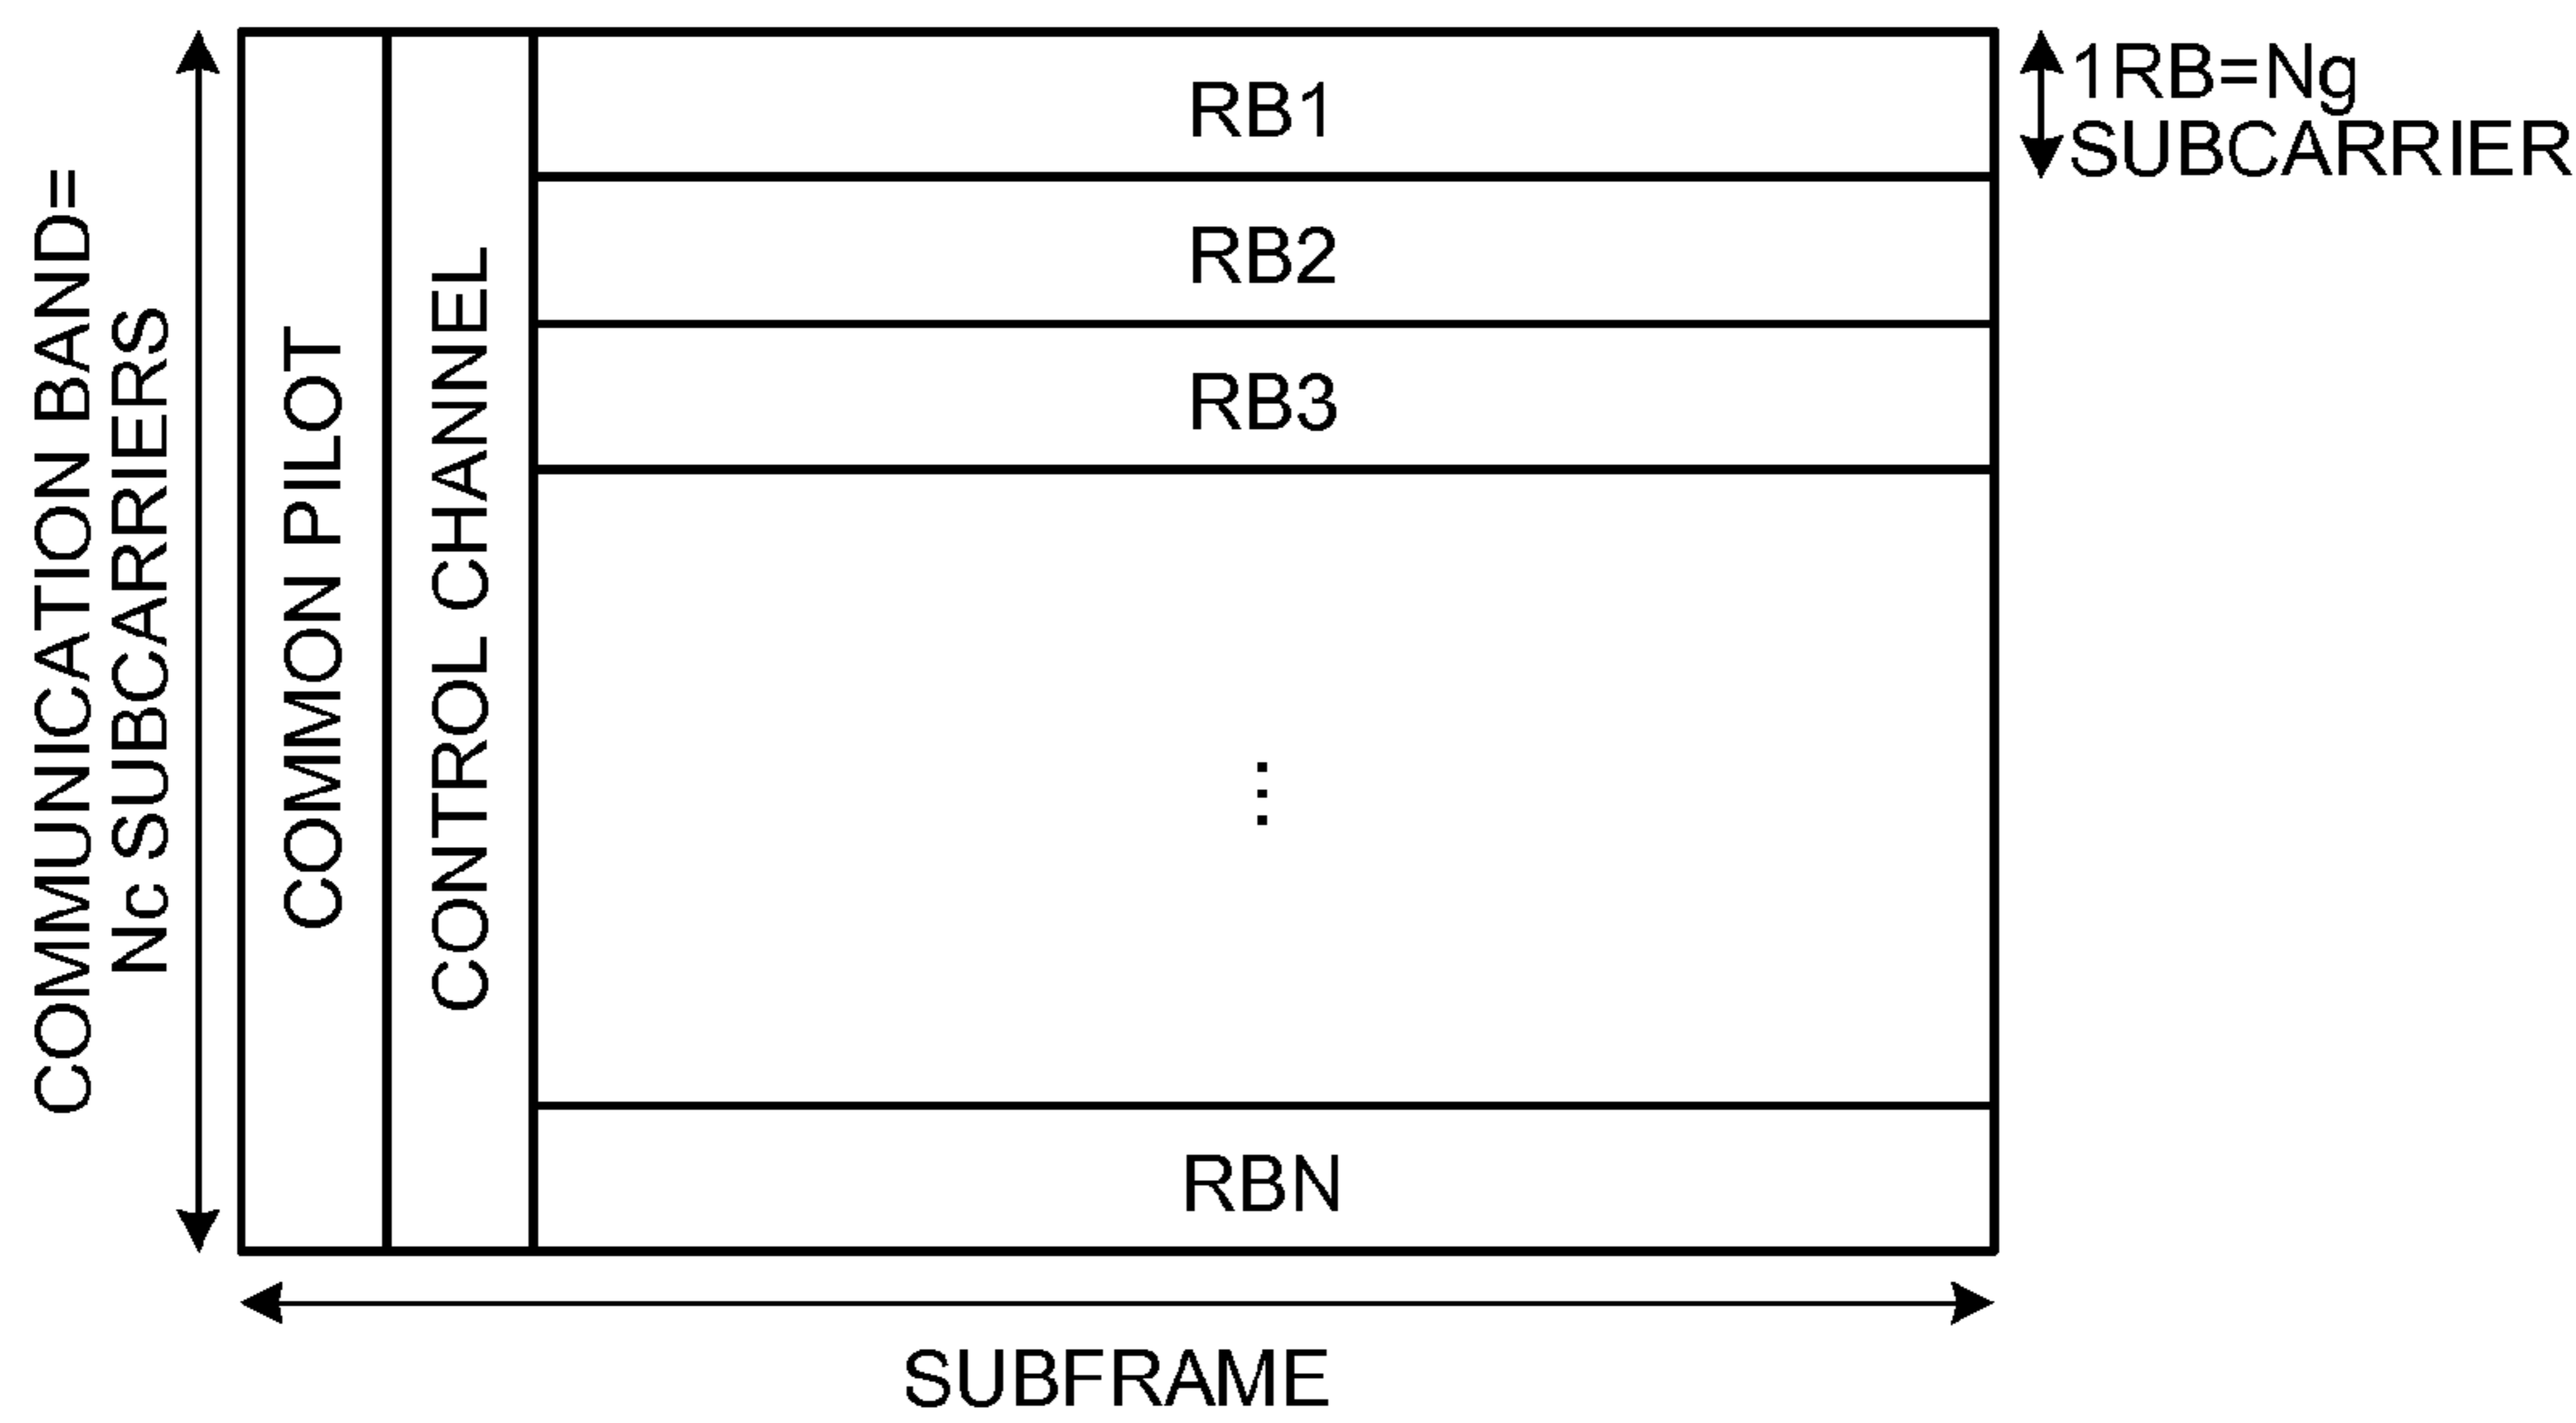 COMMUNICATION BAND=
Nc SUBCARRIERS
COMMON PILOT
CONTROL CHANNEL
RB1
RB2
RB3
⋮
RBN
1RB=Ng
SUBCARRIER
SUBFRAME